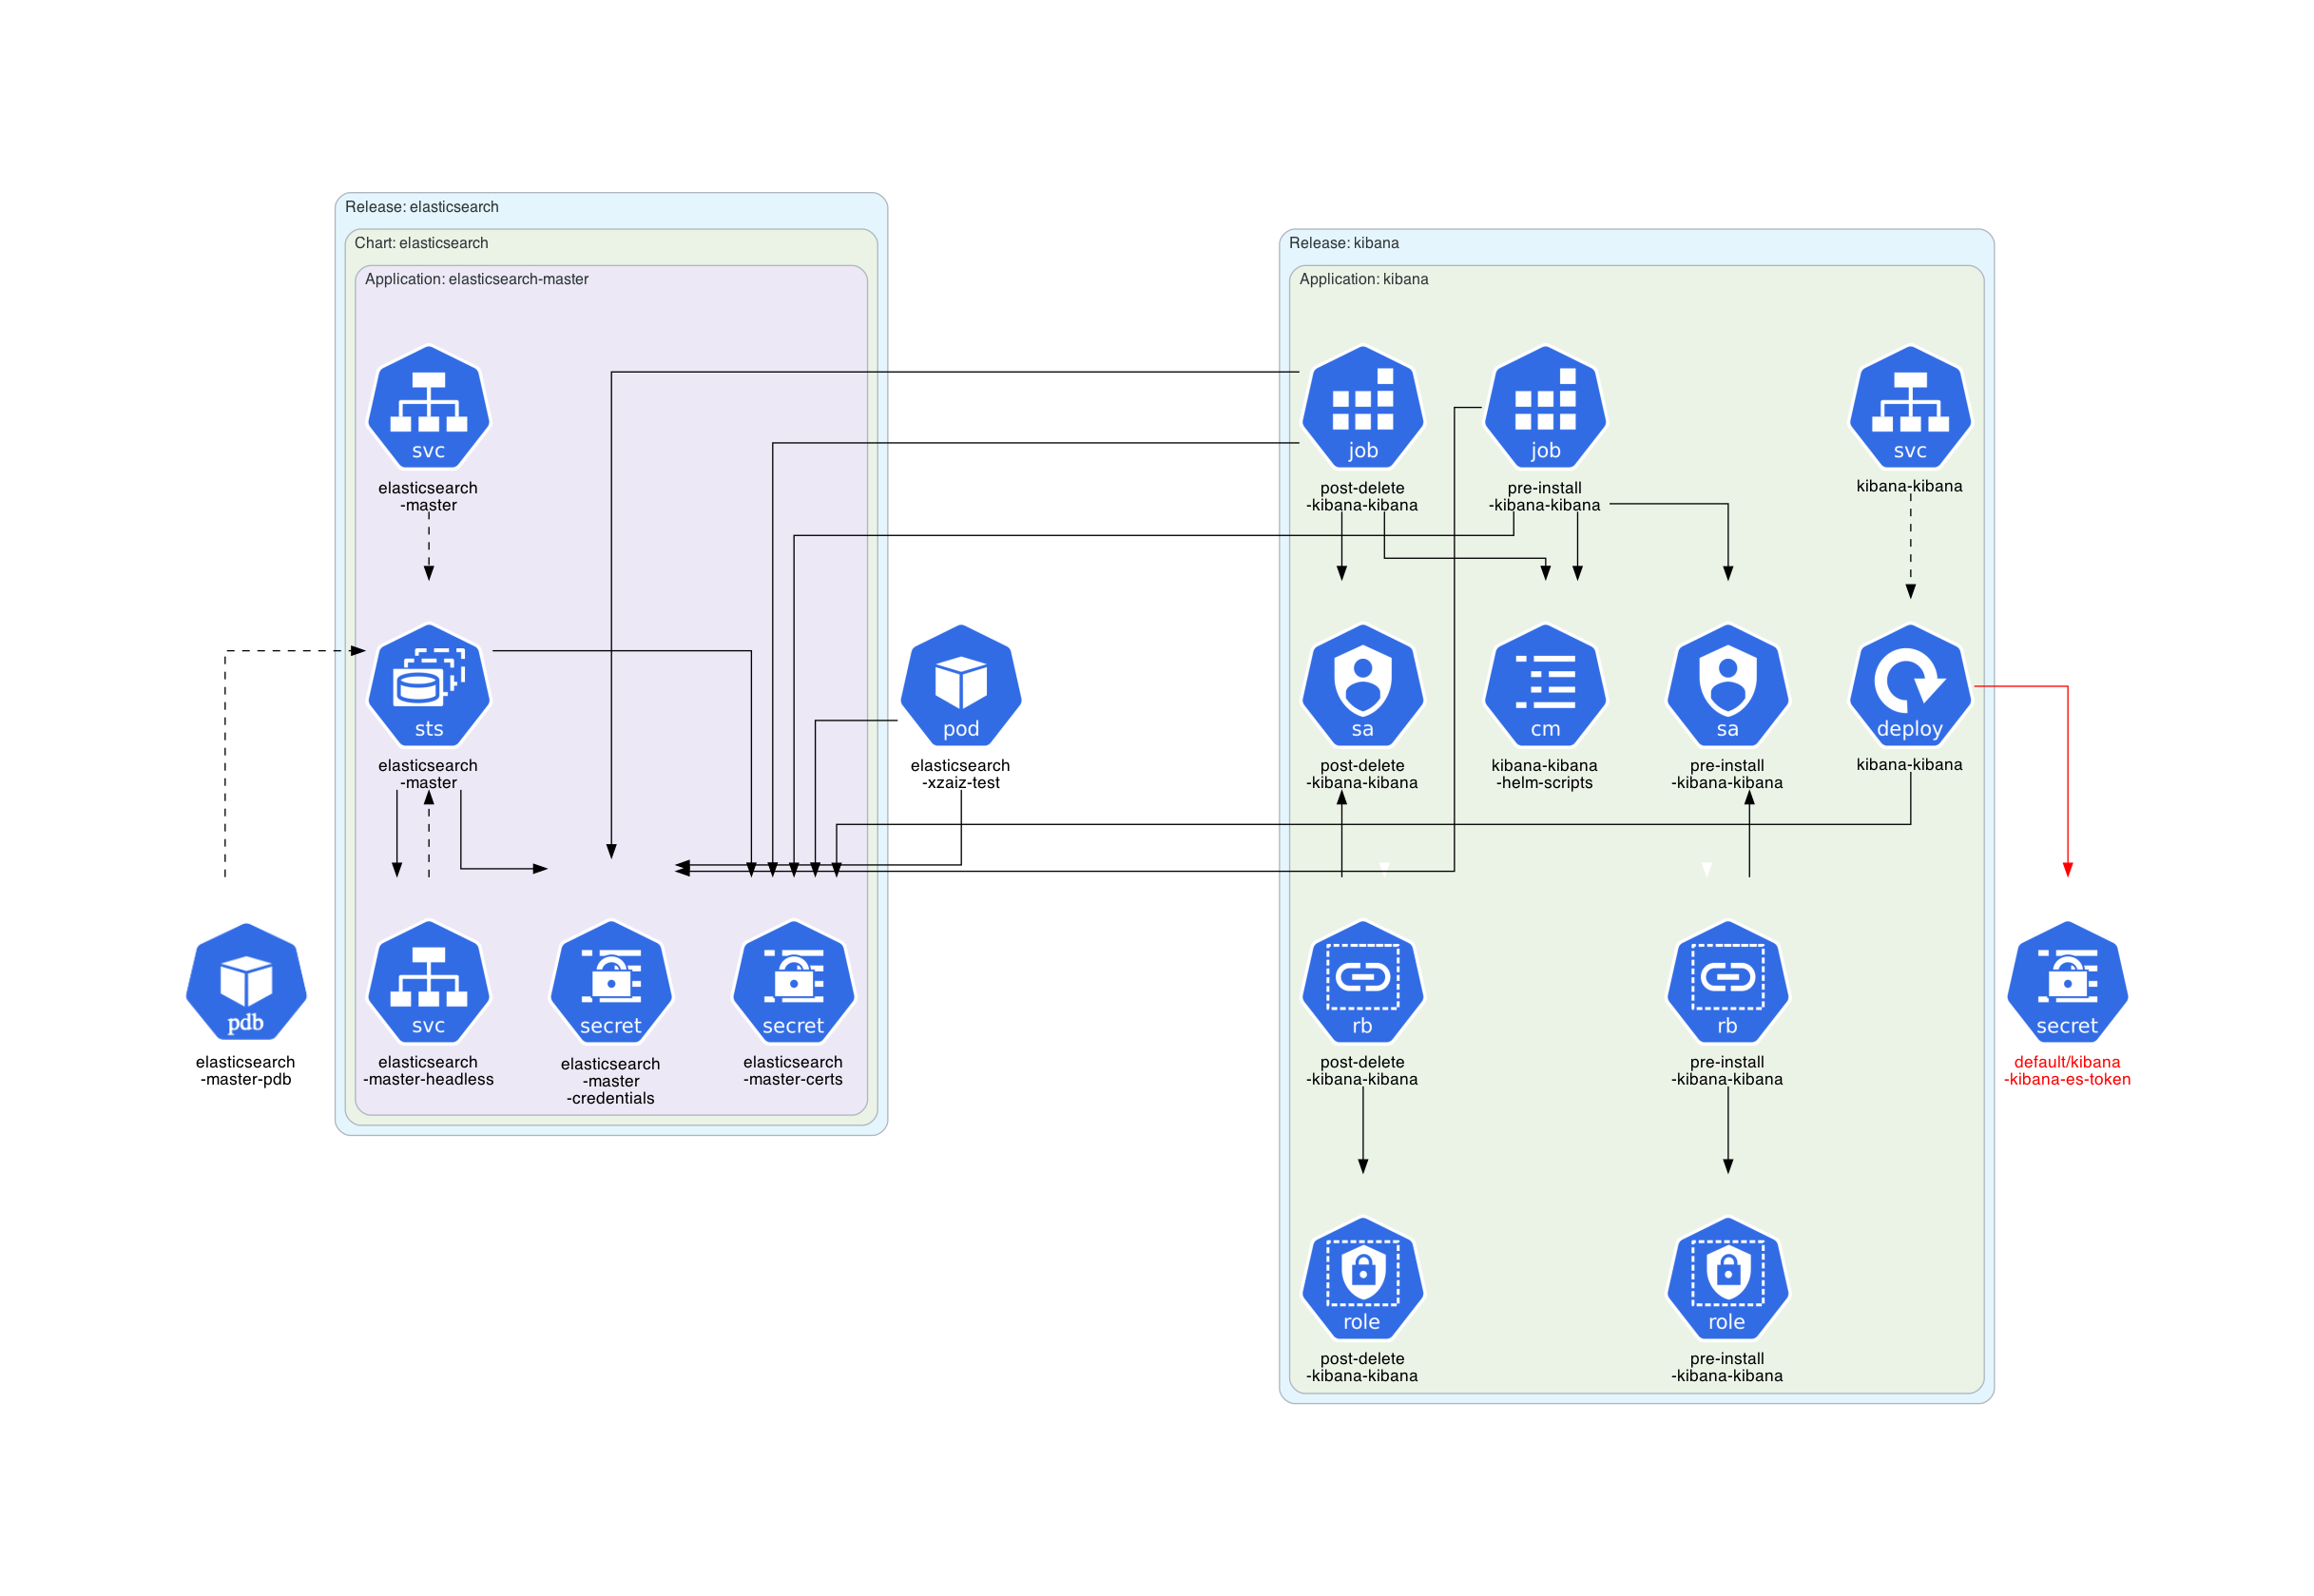 Release: elasticsearch
Chart: elasticsearch
Application: elasticsearch-master
svc
elasticsearch
-master
sts
elasticsearch
-master
pdb
elasticsearch
-master-pdb
svc
elasticsearch
-master-headless
secret
elasticsearch
-master
-credentials
secret
elasticsearch
-master-certs
pod
elasticsearch
-xzaiz-test
Release: kibana
Application: kibana
job
post-delete
-kibana-kibana
job
pre-install
-kibana-kibana
svc
kibana-kibana
sa
post-delete
-kibana-kibana
cm
kibana-kibana
-helm-scripts
sa
pre-install
-kibana-kibana
deploy
kibana-kibana
rb
post-delete
-kibana-kibana
rb
pre-install
-kibana-kibana
secret
default/kibana
-kibana-es-token
role
post-delete
-kibana-kibana
role
pre-install
-kibana-kibana